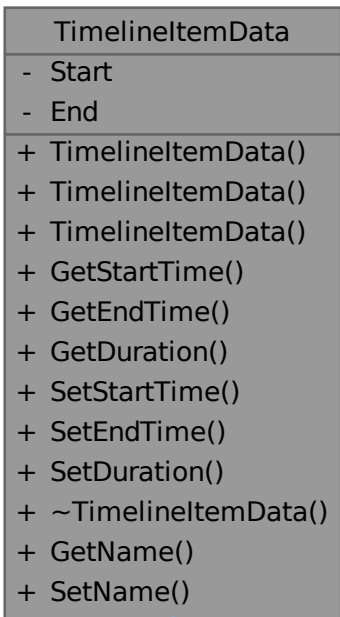 TimelineItemData
- Start
- End
+ TimelineItemData()
+ TimelineItemData()
+ TimelineItemData()
+ GetStartTime()
+ GetEndTime()
+ GetDuration()
+ SetStartTime()
+ SetEndTime()
+ SetDuration()
+ ~TimelineItemData()
+ GetName()
+ SetName()